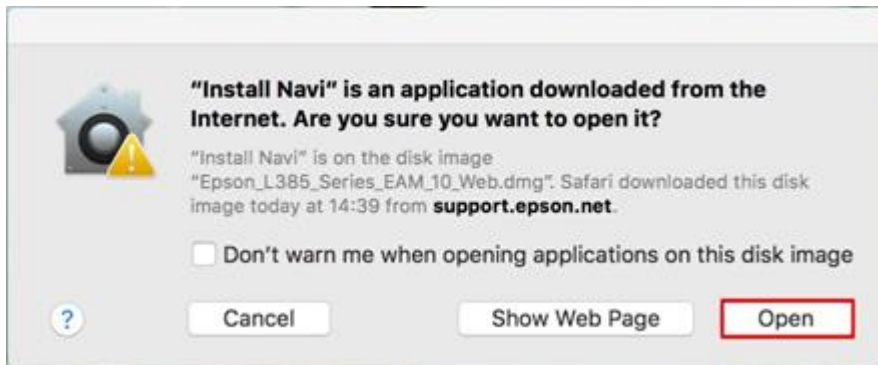 “Install Navi” is an application downloaded from the
Internet. Are you sure you want to open it?
“Install Navi” is on the disk image
“Epson_L385_Series_EAM_10_Web.dmg”. Safari downloaded this disk
image today at 14:39 from support.epson.net.
Don’t warn me when opening applications on this disk image
?
Cancel
Show Web Page
Open